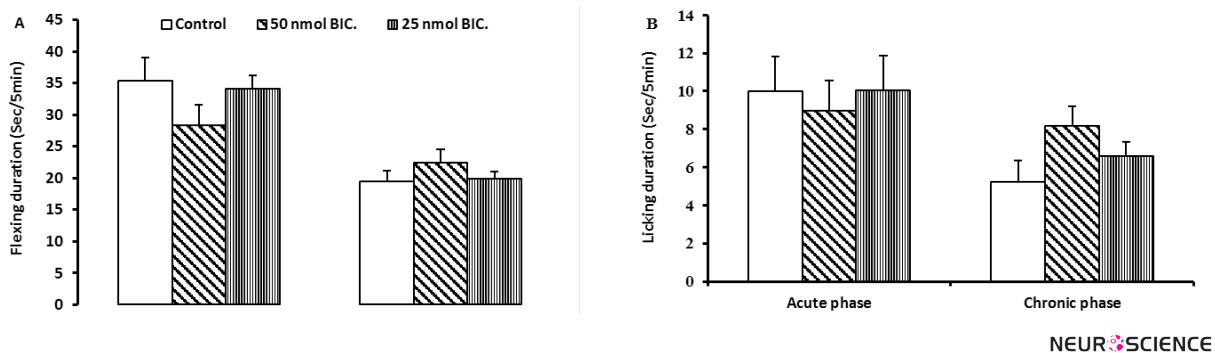 A
Control 50 nmol BIC. 25 nmol BIC.
Flexing duration (Sec/5min)
45
40
35
30
25
20
15
10
5
0
B
Licking duration (Sec/5min)
14
12
10
8
6
4
2
0
Acute phase Chronic phase
NEUROSCIENCE